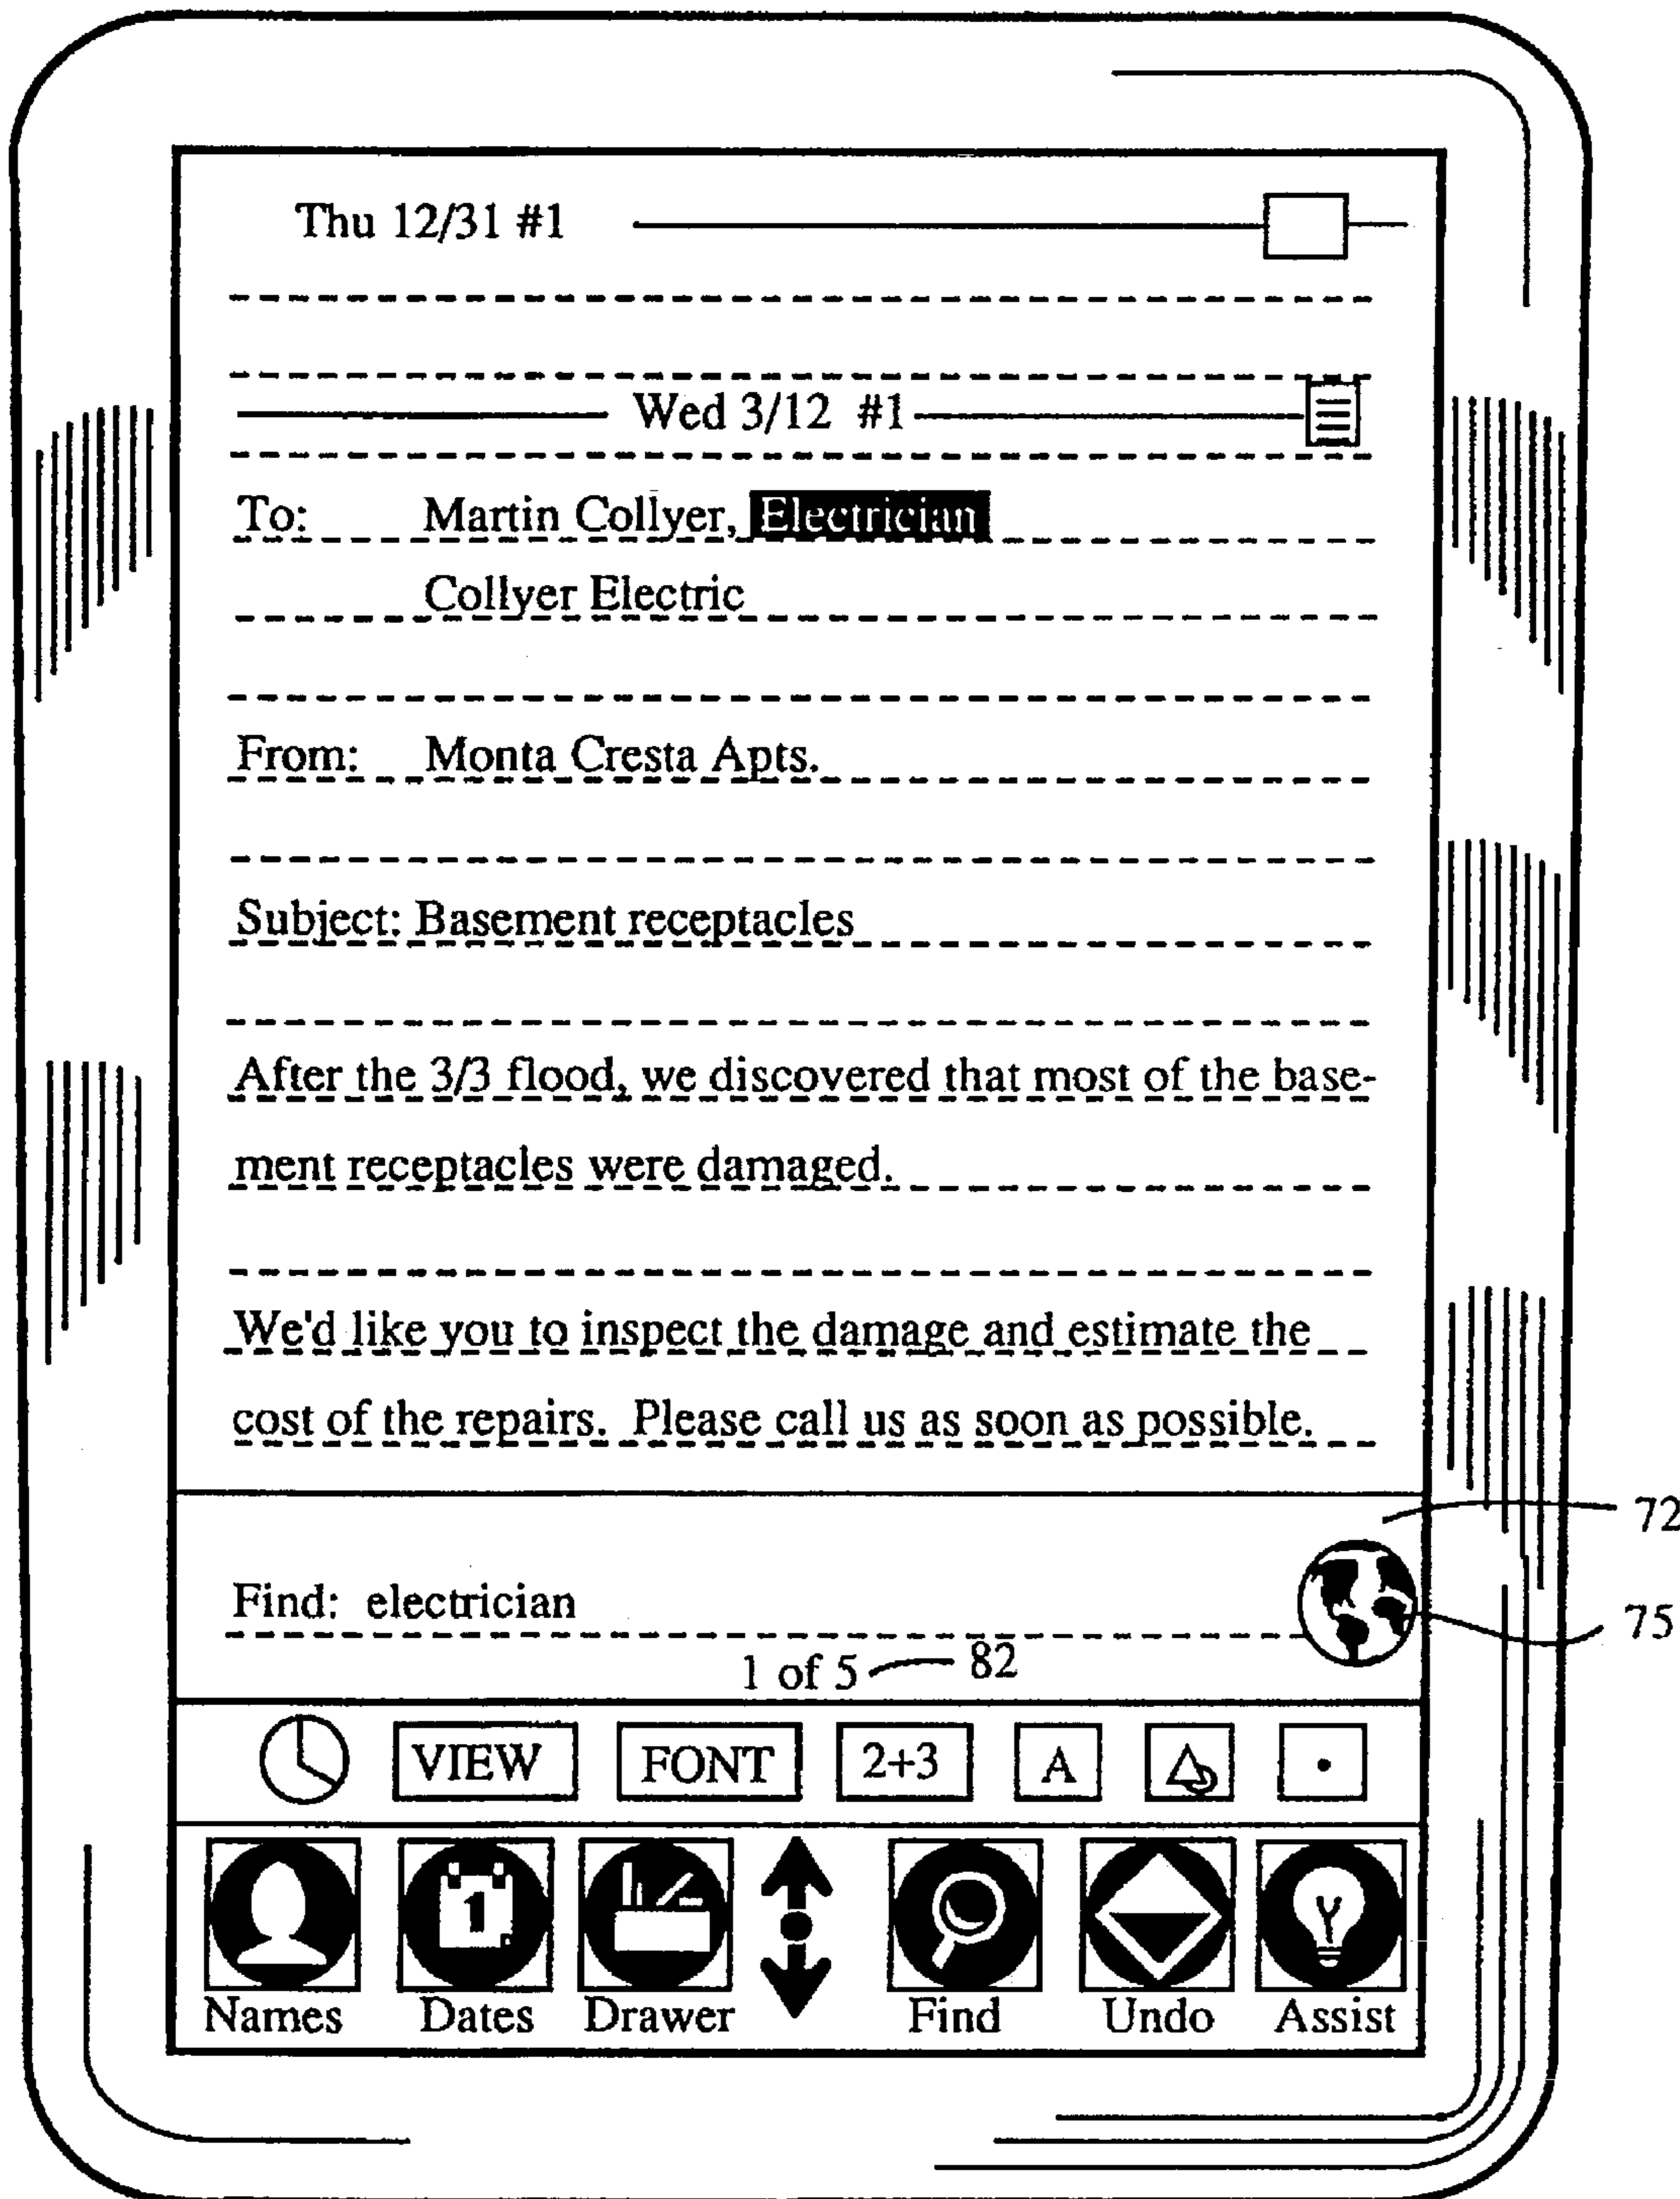 Thu 12/31 #1
Wed 3/12 #1
To: Martin Collyer, Electrician
Collyer Electric
From: Monta Cresta Apts.
Subject: Basement receptacles
After the 3/3 flood, we discovered that most of the base-
ment receptacles were damaged.
We'd like you to inspect the damage and estimate the
cost of the repairs. Please call us as soon as possible.
72
Find: electrician
75
1 of 5 82
VIEW FONT 2+3 A
1
Names Dates Drawer Find Undo Assist